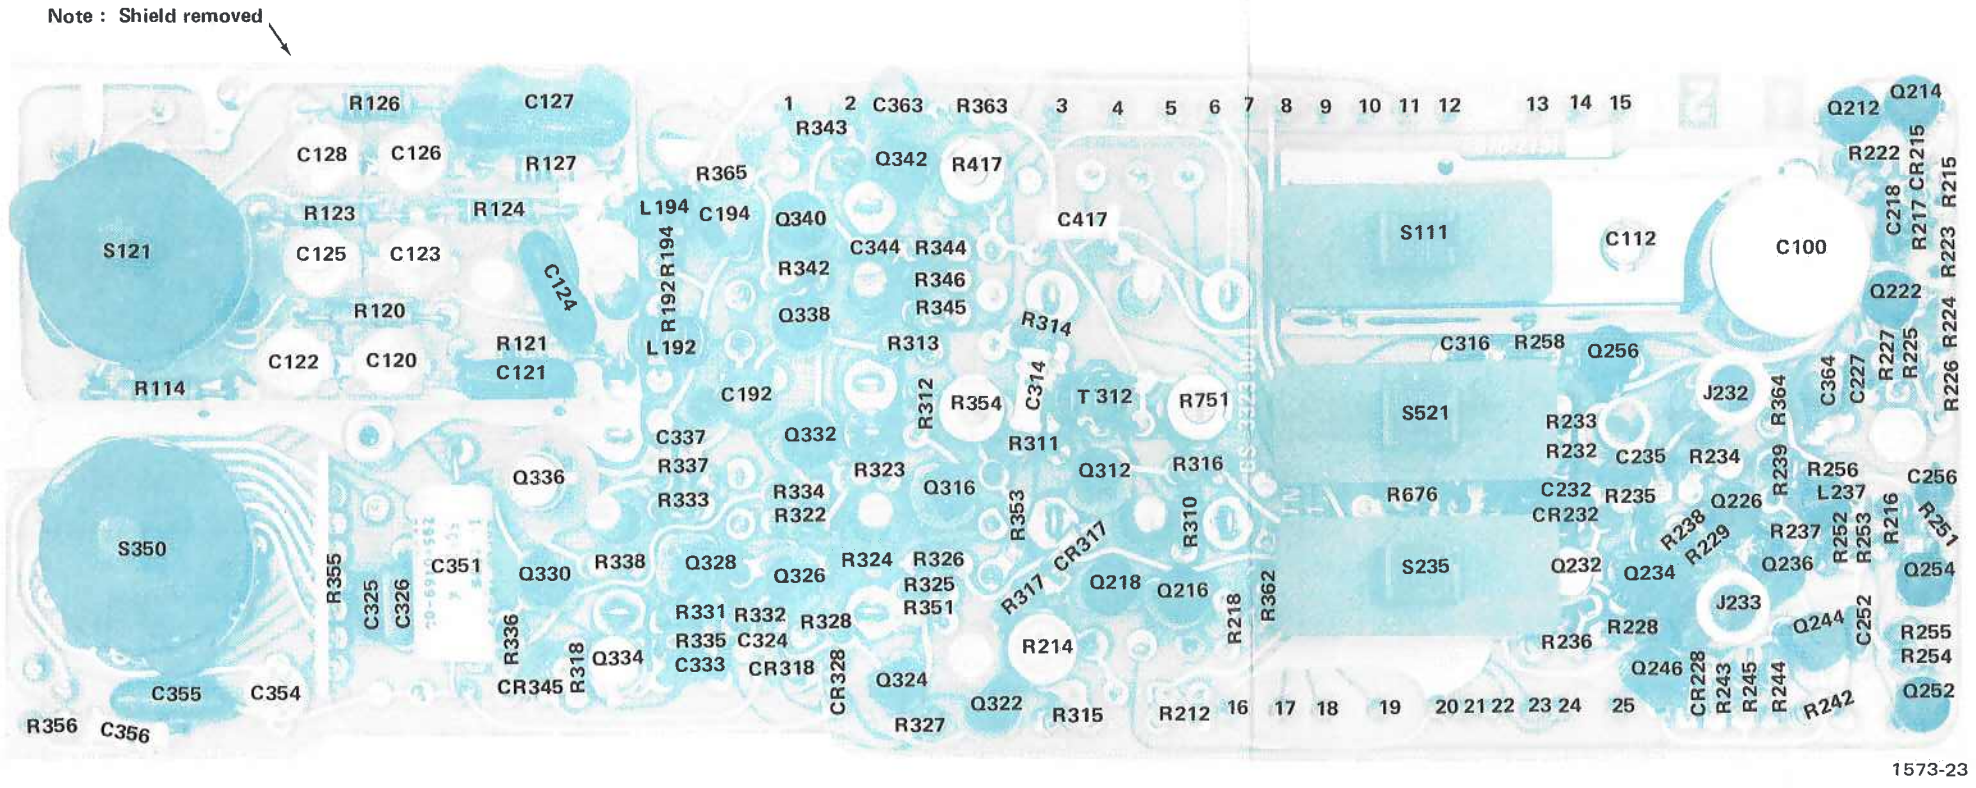 Note : Shield removed
R126
C127
1
2
C363
R363
3
4
5
6
7
8
9
10
11
12
13
14
15
Q212
Q214
R343
C128
C126
R127
R365
Q342
R417
R222
CR215
R215
R123
R124
L194
C194
Q340
C417
S111
C112
C100
C218
R217
R223
S121
C125
C123
C124
R194
R192
C344
R344
R342
R346
R345
Q338
R314
Q222
R224
R120
R121
L192
R313
C316
R258
Q256
R227
R225
C122
C120
C121
R114
C192
R312
R354
C314
T 312
R751
S521
J232
R364
C364
C227
R226
C337
Q332
R311
R233
R337
R323
Q312
R316
R232
C235
R234
R239
R256
C256
Q336
R333
R334
Q316
R353
R310
R676
C232
R235
Q226
L237
R322
CR232
R238
R229
R237
R252
R253
R216
R251
S350
R355
C325
C326
C351
Q330
R338
Q328
Q326
R324
R326
R325
R351
R317
CR317
Q218
Q216
R218
R362
S235
Q232
Q234
Q236
Q254
J233
R331
R332
R328
R336
R335
C324
R318
Q334
C333
CR318
CR328
R214
R236
R228
Q244
C252
R255
R254
CR345
Q324
Q246
CR228
R243
R245
R244
R242
Q252
C355
C354
R356
C356
Q322
R327
R315
R212
16
17
18
19
20
21
22
23
24
25
1573-23